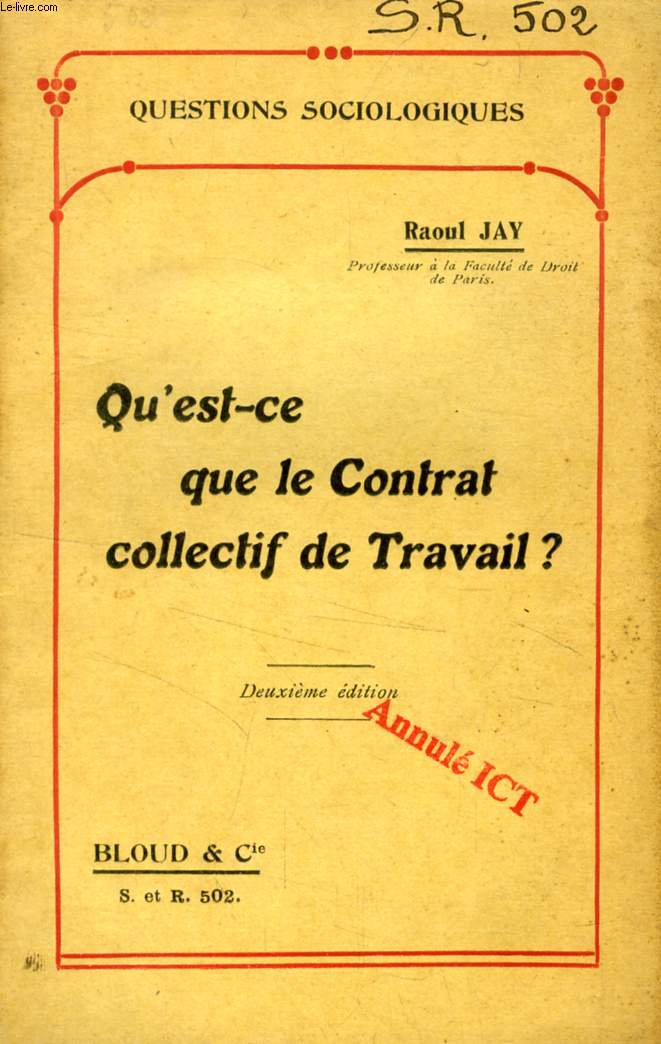 Le-livre.com
S.R. 502
QUESTIONS SOCIOLOGIQUES
Raoul JAY
Professeur à la Faculté de Droit
de Paris.
Qu'est-ce
que le Contrat
collectif de Travail ?
Deuxième édition
Annulé ICT
BLOUD & Cie
S. et R. 502.